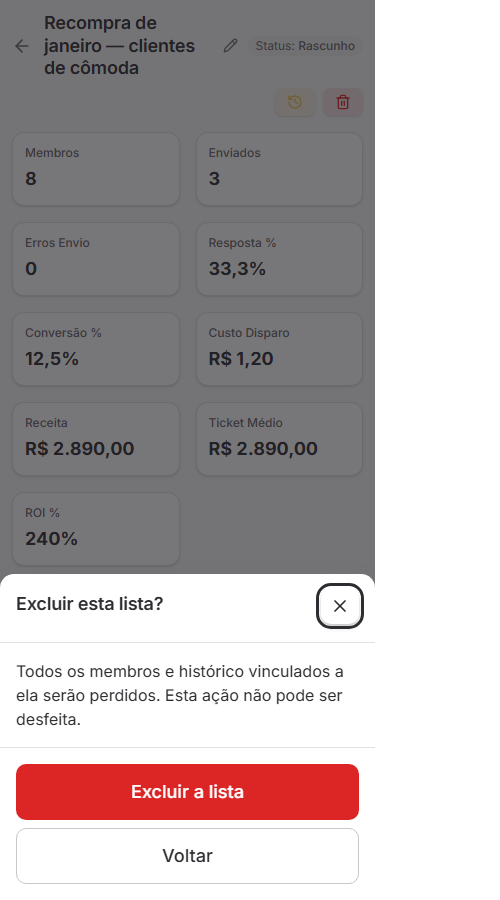 Recompra de
janeiro — clientes
de cômoda
Status: Rascunho
Membros
8
Enviados
3
Erros Envio
0
Resposta %
33,3%
Conversão %
12,5%
Custo Disparo
R$ 1,20
Receita
R$ 2.890,00
Ticket Médio
R$ 2.890,00
ROI %
240%
Excluir esta lista?
Todos os membros e histórico vinculados a
ela serão perdidos. Esta ação não pode ser
desfeita.
Excluir a lista
Voltar